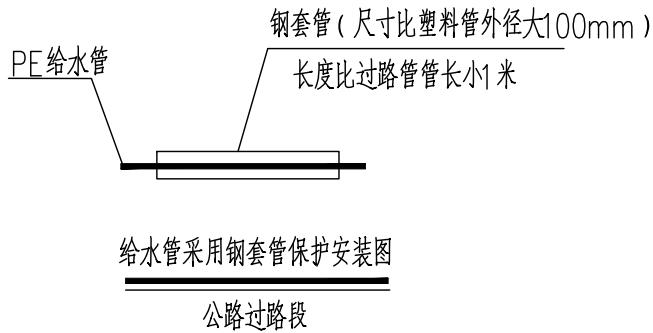 钢套管(尺寸比塑料管外径大100mm)
PE给水管
长度比过路管管长小1米
给水管采用钢套管保护安装图
公路过路段